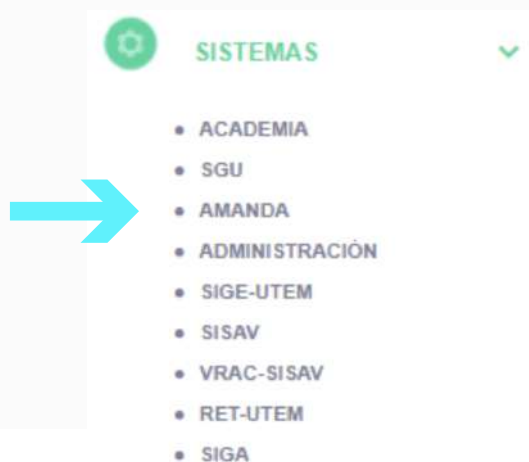 SISTEMAS
ACADEMIA
SGU
AMANDA
ADMINISTRACIÓN
SIGE-UTEM
SISAV
VRAC-SISAV
RET-UTEM
SIGA